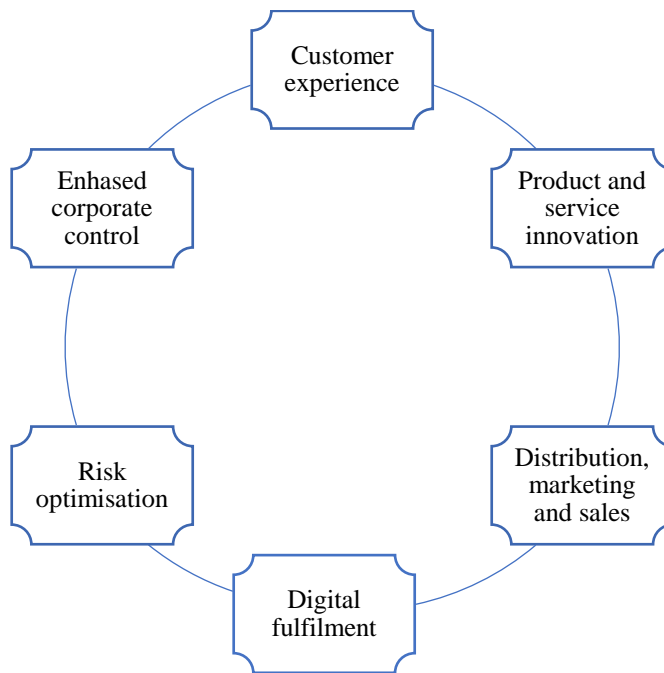 Customer
experience
Product and
service
innovation
Distribution,
marketing
and sales
Digital
fulfilment
Risk
optimisation
Enhased
corporate
control